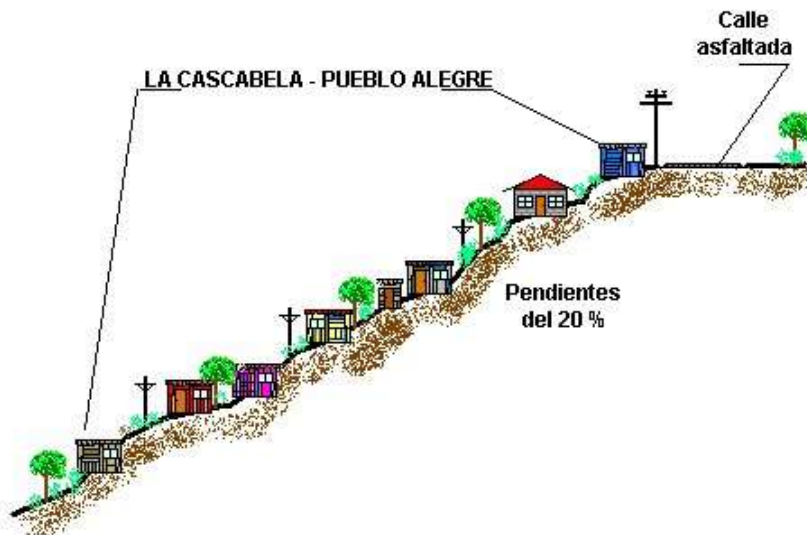 Calle
asfaltada
LA CASCABELA - PUEBLO ALEGRE
Pendientes
del 20 %